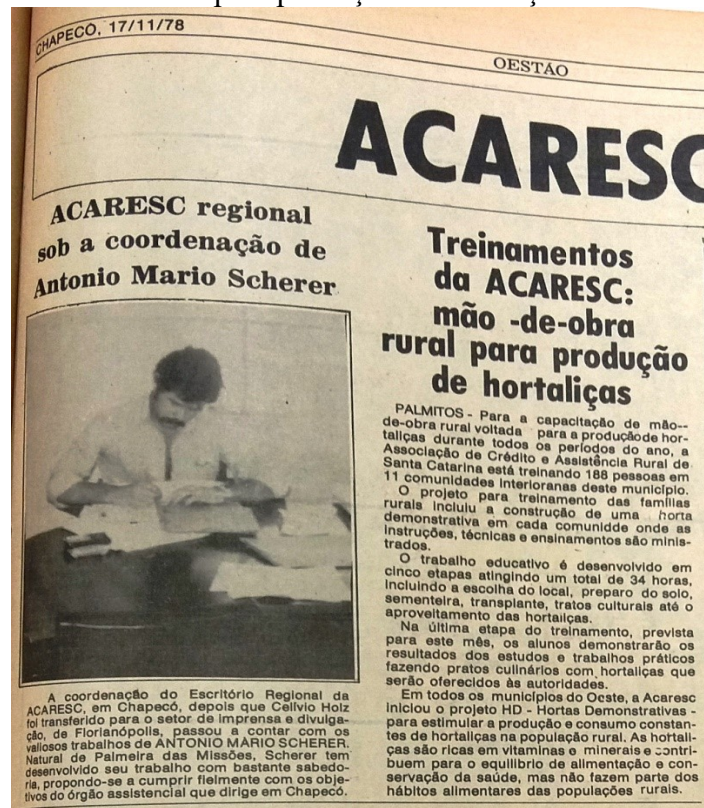 CHAPECÓ, 17/11/78
OESTÃO
ACARESC
ACARESC regional
sob a coordenação de
Antonio Mario Scherer
A coordenação do Escritório Regional da
ACARESC, em Chapecó, depois que Cellvio Holz
foi transferido para o setor de imprensa e divulga-
ção, de Florianópolis, passou a contar com os
valiosos trabalhos de ANTONIO MÁRIO SCHERER.
Natural de Palmeira das Missões, Scherer tem
desenvolvido seu trabalho com bastante sabedo-
ria, propondo-se a cumprir fielmente com os obje-
tivos do órgão assistencial que dirige em Chapecó.
Treinamentos
da ACARESC:
mão -de-obra
rural para produção
de hortaliças
PALMITOS - Para a capacitação de mão--
de-obra rural voltada para a produçãode hor-
taliças durante todos os períodos do ano, a
Associação de Crédito e Assistência Rural de
Santa Catarina está treinando 188 pessoas em
11 comunidades interioranas deste município.
O projeto para treinamento das famílias
rurais incluiu a construção de uma horta
demonstrativa em cada comunidde onde as
instruções, técnicas e ensinamentos são minis-
trados.
O trabalho educativo é desenvolvido em
cinco etapas atingindo um total de 34 horas,
incluindo a escolha do local, preparo do solo,
sementeira, transplante, tratos culturais até o
aproveitamento das hortaliças.
Na última etapa do treinamento, prevista
para este mês, os alunos demonstrarão os
resultados dos estudos e trabalhos práticos
fazendo pratos culinários com hortaliças que
serão oferecidos às autoridades.
Em todos os municípios do Oeste, a Acaresc
iniciou o projeto HD - Hortas Demonstrativas -
para estimular a produção e consumo constan-
tes de hortaliças na população rural. As hortali-
ças são ricas em vitaminas e minerais e contri-
buem para o equilibrio de alimentação e con-
servação da saúde, mas não fazem parte dos
hábitos alimentares das populações rurais.